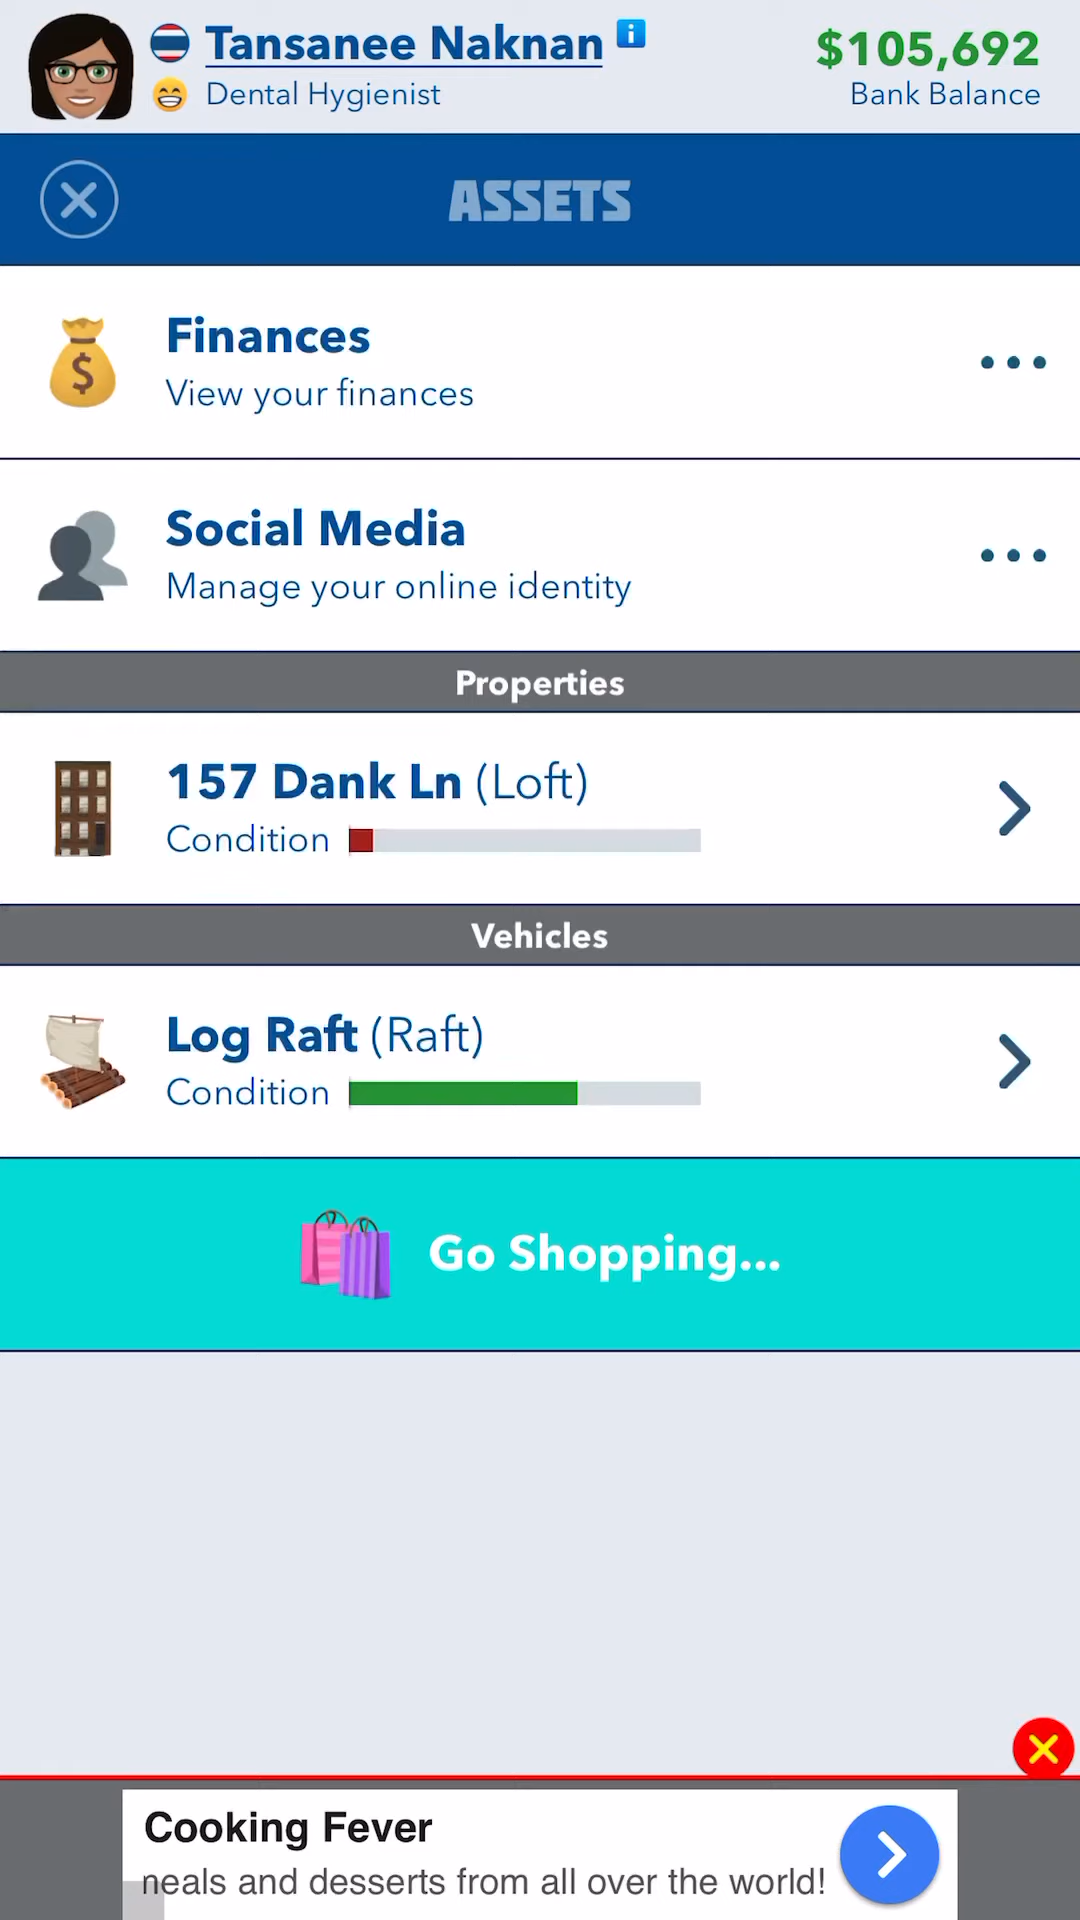 Tansanee Naknan
$105,692
Dental Hygienist
Bank Balance
ASSETS
Finances
View your finances
Social Media
Manage your online identity
Properties
157 Dank Ln (Loft)
Condition
Vehicles
Log Raft (Raft)
Condition
Go Shopping...
Cooking Fever
neals and desserts from all over the world!